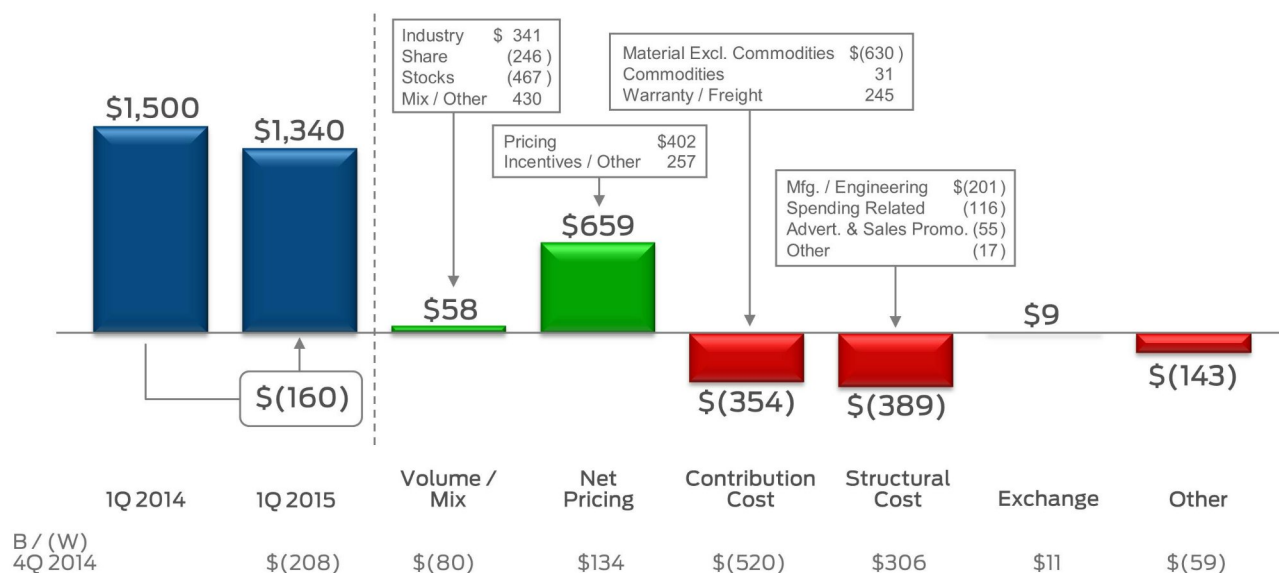 Industry $ 341
Share (246 )
Stocks (467 )
Mix / Other 430
Material Excl. Commodities $(630 )
Commodities 31
Warranty / Freight 245
$1,500
$1,340
Pricing $402
Incentives / Other 257
Mfg. / Engineering $(201 )
Spending Related (116 )
Advert. & Sales Promo. (55 )
Other (17 )
$58
$659
$9
$(160)
$(354)
$(389)
$(143)
1Q 2014
1Q 2015
Volume /
Mix
Net
Pricing
Contribution
Cost
Structural
Cost
Exchange
Other
B / (W)
4Q 2014 $(208) $(80) $134 $(520) $306 $11 $(59)